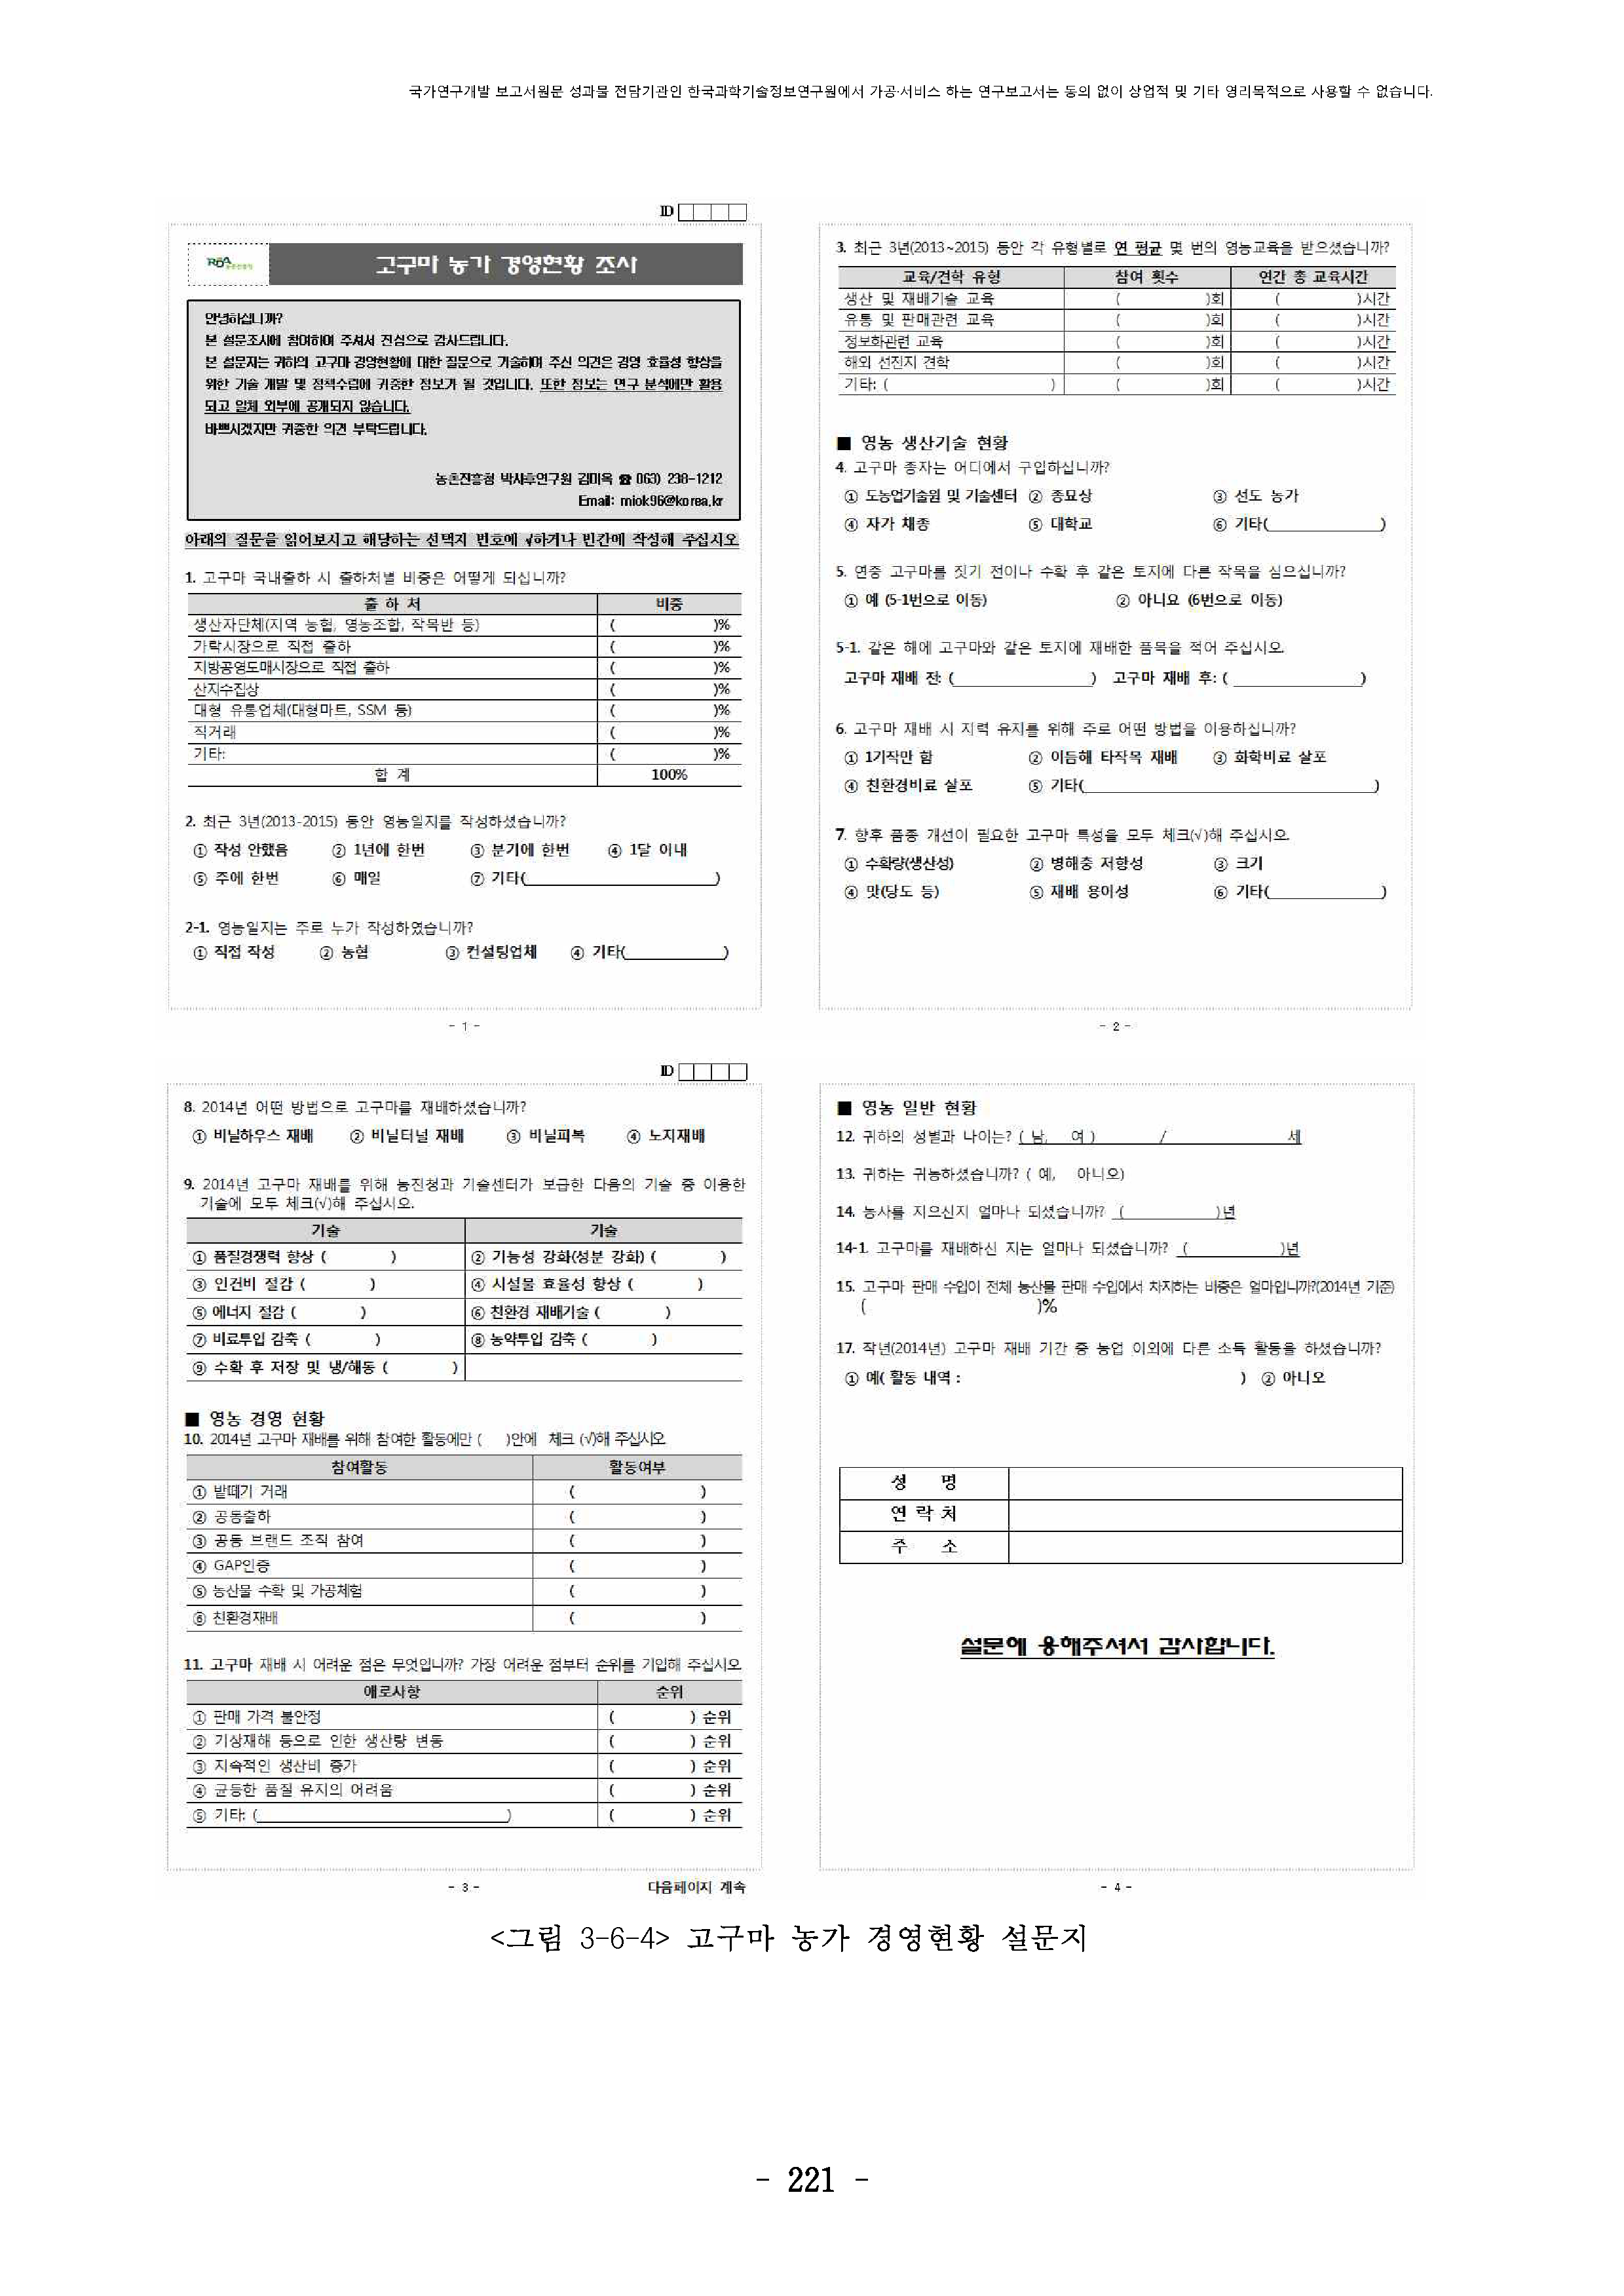 국가연구개발 보고서원문 성과물 전담기관인 한국과학기술정보연구원에서 가공·서비스 하는 연구보고서는 동의 없이 상업적 및 기타 영리목적으로 사용할 수 없습니다.
ID
RDA 농촌진흥청
고구마 농가 경영현황 조사
안녕하십니까?
본 설문조사에 참여하여 주셔서 진심으로 감사드립니다.
본 설문지는 귀하의 고구마 경영현황에 대한 질문으로 기술하여 주신 의견은 경영 효율성 향상을
위한 기술 개발 및 정책수립에 귀중한 정보가 될 것입니다. 또한 정보는 연구 분석에만 활용
되고 일체 외부에 공개되지 않습니다.
바쁘시겠지만 귀중한 의견 부탁드립니다.
농촌진흥청 박사후연구원 김미옥 ☎ 063) 238-1212
Email: miok96@korea.kr
아래의 질문을 읽어보시고 해당하는 선택지 번호에 √하거나 빈칸에 작성해 주십시오
1. 고구마 국내출하 시 출하처별 비중은 어떻게 되십니까?
출 하 처 비중
생산자단체(지역 농협, 영농조합, 작목반 등) ( )%
가락시장으로 직접 출하 ( )%
지방공영도매시장으로 직접 출하 ( )%
산지수집상 ( )%
대형 유통업체(대형마트, SSM 등) ( )%
직거래 ( )%
기타: ( )%
합 계 100%
2. 최근 3년(2013-2015) 동안 영농일지를 작성하셨습니까?
① 작성 안했음 ② 1년에 한번 ③ 분기에 한번 ④ 1달 이내
⑤ 주에 한번 ⑥ 매일 ⑦ 기타( )
2-1. 영농일지는 주로 누가 작성하였습니까?
① 직접 작성 ② 농협 ③ 컨설팅업체 ④ 기타( )
- 1 -
3. 최근 3년(2013~2015) 동안 각 유형별로 연 평균 몇 번의 영농교육을 받으셨습니까?
교육/견학 유형 참여 횟수 연간 총 교육시간
생산 및 재배기술 교육 ( )회 ( )시간
유통 및 판매관련 교육 ( )회 ( )시간
정보화관련 교육 ( )회 ( )시간
해외 선진지 견학 ( )회 ( )시간
기타: ( ) ( )회 ( )시간
■ 영농 생산기술 현황
4. 고구마 종자는 어디에서 구입하십니까?
① 도농업기술원 및 기술센터 ② 종묘상 ③ 선도 농가
④ 자가 채종 ⑤ 대학교 ⑥ 기타( )
5. 연중 고구마를 짓기 전이나 수확 후 같은 토지에 다른 작목을 심으십니까?
① 예 (5-1번으로 이동) ② 아니요 (6번으로 이동)
5-1. 같은 해에 고구마와 같은 토지에 재배한 품목을 적어 주십시오.
고구마 재배 전: ( ) 고구마 재배 후: ( )
6. 고구마 재배 시 지력 유지를 위해 주로 어떤 방법을 이용하십니까?
① 1기작만 함 ② 이듬해 타작목 재배 ③ 화학비료 살포
④ 친환경비료 살포 ⑤ 기타( )
7. 향후 품종 개선이 필요한 고구마 특성을 모두 체크(√)해 주십시오.
① 수확량(생산성) ② 병해충 저항성 ③ 크기
④ 맛(당도 등) ⑤ 재배 용이성 ⑥ 기타( )
- 2 -
ID
8. 2014년 어떤 방법으로 고구마를 재배하셨습니까?
① 비닐하우스 재배 ② 비닐터널 재배 ③ 비닐피복 ④ 노지재배
9. 2014년 고구마 재배를 위해 농진청과 기술센터가 보급한 다음의 기술 중 이용한
기술에 모두 체크(√)해 주십시오.
기술 기술
① 품질경쟁력 향상 ( ) ② 기능성 강화(성분 강화) ( )
③ 인건비 절감 ( ) ④ 시설물 효율성 향상 ( )
⑤ 에너지 절감 ( ) ⑥ 친환경 재배기술 ( )
⑦ 비료투입 감축 ( ) ⑧ 농약투입 감축 ( )
⑨ 수확 후 저장 및 냉/해동 ( )
■ 영농 경영 현황
10. 2014년 고구마 재배를 위해 참여한 활동에만 ( )안에 체크 (√)해 주십시오
참여활동 활동여부
① 밭떼기 거래 ( )
② 공동출하 ( )
③ 공동 브랜드 조직 참여 ( )
④ GAP인증 ( )
⑤ 농산물 수확 및 가공체험 ( )
⑥ 친환경재배 ( )
11. 고구마 재배 시 어려운 점은 무엇입니까? 가장 어려운 점부터 순위를 기입해 주십시오
애로사항 순위
① 판매 가격 불안정 ( ) 순위
② 기상재해 등으로 인한 생산량 변동 ( ) 순위
③ 지속적인 생산비 증가 ( ) 순위
④ 균등한 품질 유지의 어려움 ( ) 순위
⑤ 기타: ( ) ( ) 순위
- 3 - 다음페이지 계속
■ 영농 일반 현황
12. 귀하의 성별과 나이는? ( 남, 여 ) / 세
13. 귀하는 귀농하셨습니까? ( 예, 아니오)
14. 농사를 지으신지 얼마나 되셨습니까? ( )년
14-1. 고구마를 재배하신 지는 얼마나 되셨습니까? ( )년
15. 고구마 판매 수입이 전체 농산물 판매 수입에서 차지하는 비중은 얼마입니까?(2014년 기준)
( )%
17. 작년(2014년) 고구마 재배 기간 중 농업 이외에 다른 소득 활동을 하셨습니까?
① 예( 활동 내역 : ) ② 아니오
성 명
연 락 처
주 소
설문에 응해주셔서 감사합니다.
- 4 -
<그림 3-6-4> 고구마 농가 경영현황 설문지
- 221 -